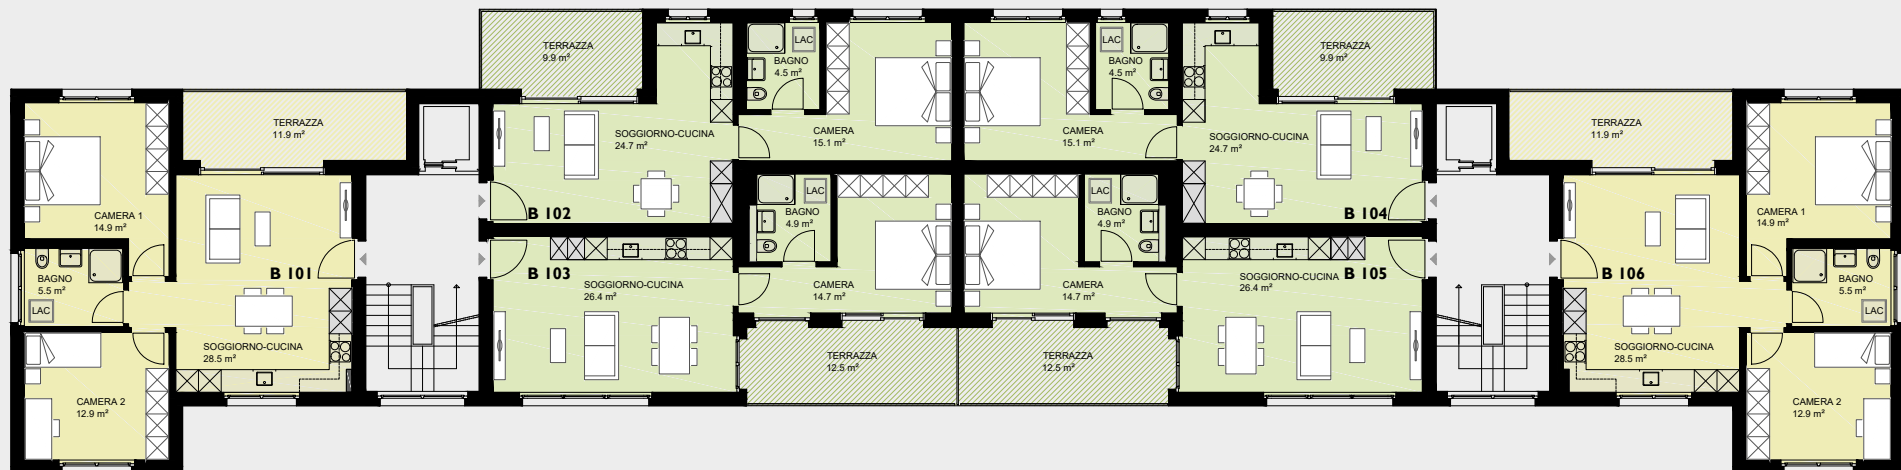 TERRAZZA
11.9 m²
CAMERA 1
14.9 m²
BAGNO
5.5 m²
LAC
B 101
SOGGIORNO-CUCINA
28.5 m²
CAMERA 2
12.9 m²
TERRAZZA
9.9 m²
LAC
BAGNO
4.5 m²
SOGGIORNO-CUCINA
24.7 m²
CAMERA
15.1 m²
B 102
LAC
BAGNO
4.9 m²
B 103
SOGGIORNO-CUCINA
26.4 m²
CAMERA
14.7 m²
TERRAZZA
12.5 m²
LAC
BAGNO
4.5 m²
TERRAZZA
9.9 m²
CAMERA
15.1 m²
SOGGIORNO-CUCINA
24.7 m²
B 104
LAC
BAGNO
4.9 m²
SOGGIORNO-CUCINA
26.4 m²
B 105
CAMERA
14.7 m²
TERRAZZA
12.5 m²
TERRAZZA
11.9 m²
CAMERA 1
14.9 m²
B 106
BAGNO
5.5 m²
LAC
SOGGIORNO-CUCINA
28.5 m²
CAMERA 2
12.9 m²